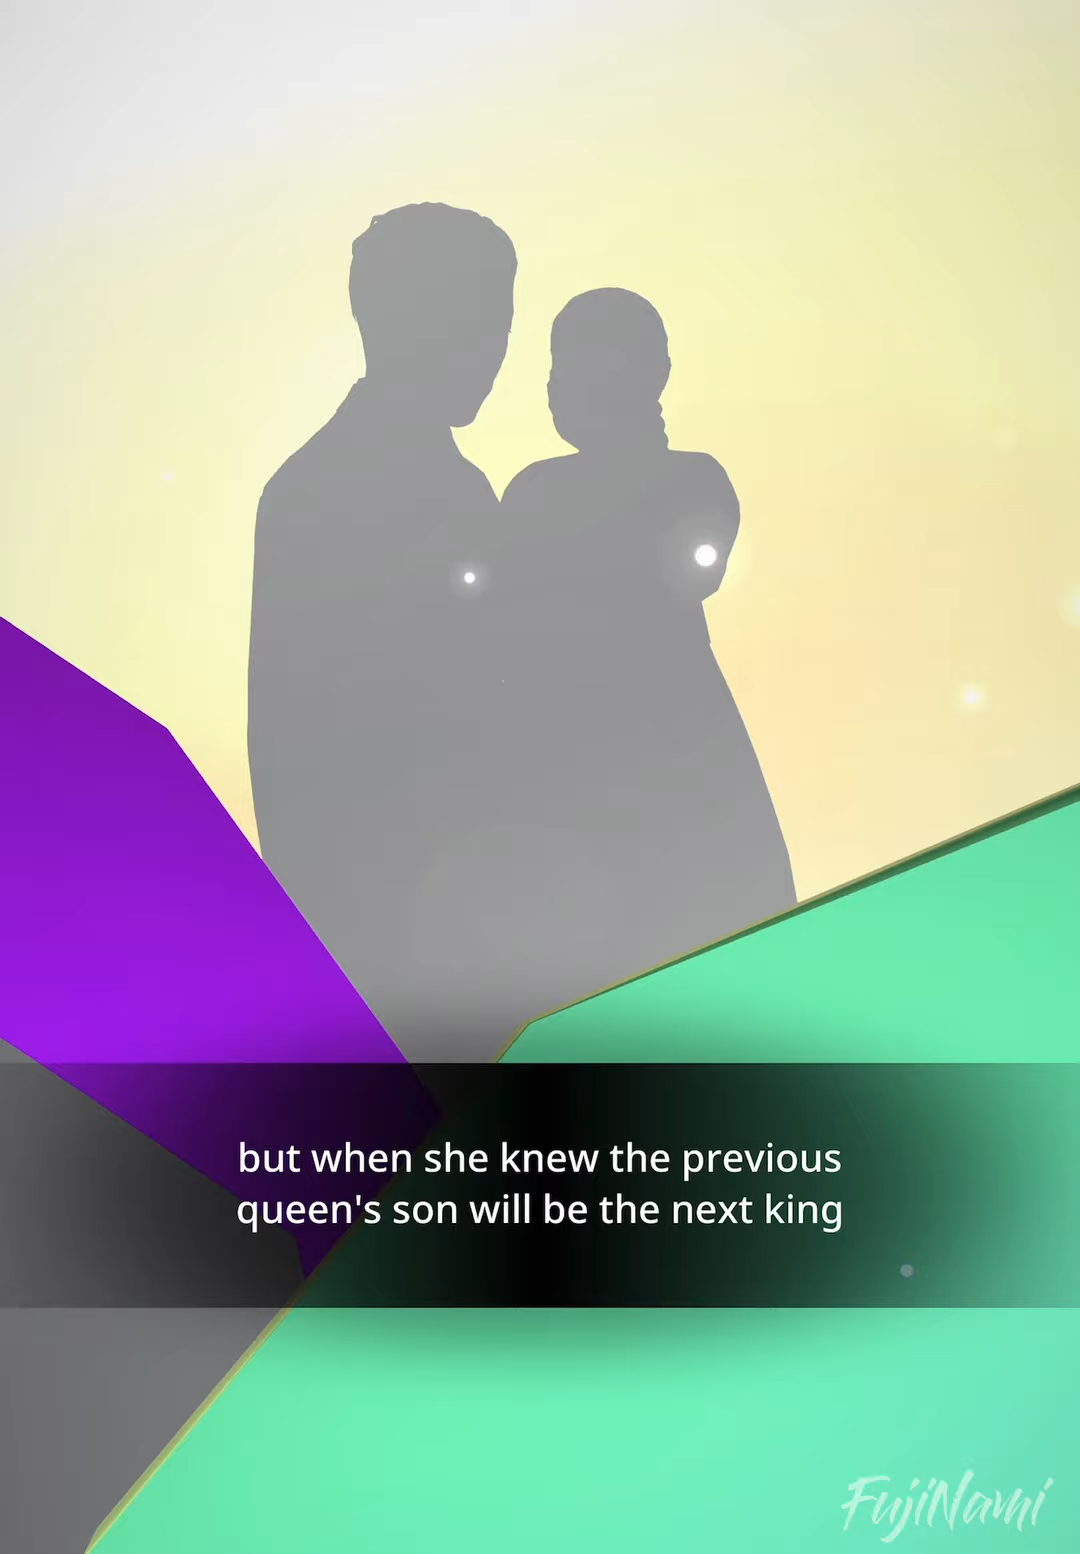 but when she knew the previous
queen's son will be the next king
FujiNami